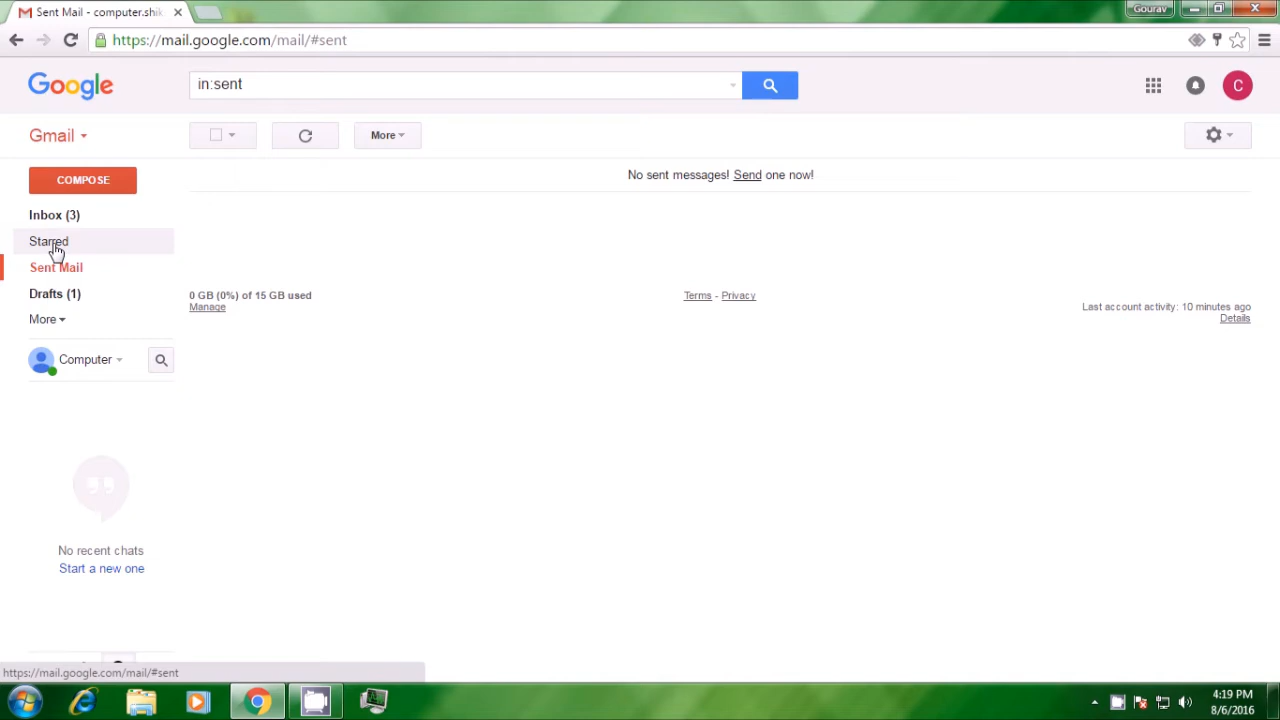 Sent Mail - computer.shik
Gourav
https://mail.google.com/mail/#sent
Google
in:sent
C
Gmail
More
COMPOSE
No sent messages! Send one now!
Inbox (3)
Starred
Sent Mail
Drafts (1)
More
0 GB (0%) of 15 GB used
Manage
Terms - Privacy
Last account activity: 10 minutes ago
Details
Computer
No recent chats
Start a new one
https://mail.google.com/mail/#sent
4:19 PM
8/6/2016